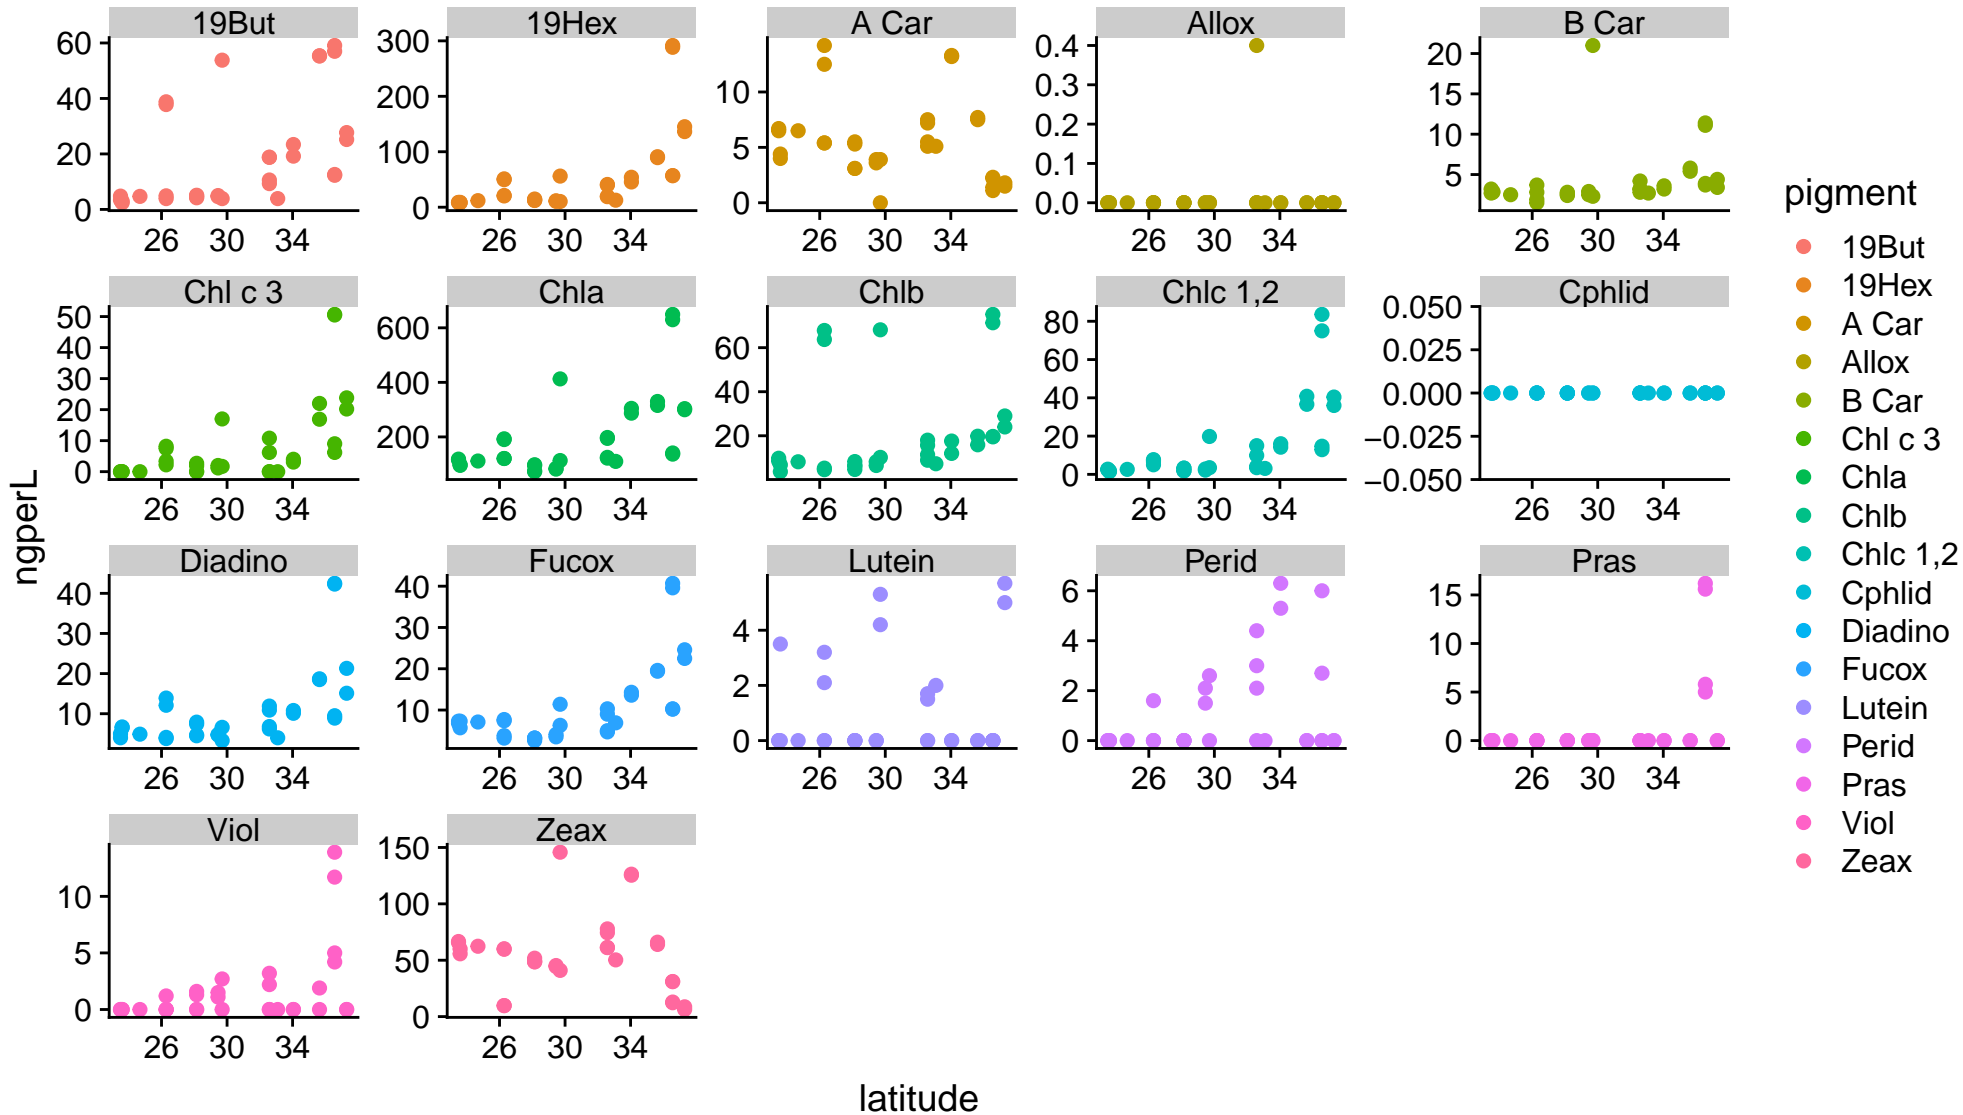 19But 19Hex A Car Allox B Car
60 40 20 0
300 200 100 0
10 5 0
0.4 0.3 0.2 0.1 0.0
20 15 10 5
26 30 34 26 30 34 26 30 34 26 30 34 26 30 34
Chl c 3 Chla Chlb Chlc 1,2 Cphlid
50 40 30 20 10 0
600 400 200
60 40 20
80 60 40 20 0
0.050 0.025 0.000 −0.025 −0.050
26 30 34 26 30 34 26 30 34 26 30 34 26 30 34
Diadino Fucox Lutein Perid Pras
40 30 20 10
40 30 20 10
4 2 0
6 4 2 0
15 10 5 0
26 30 34 26 30 34 26 30 34 26 30 34 26 30 34
Viol Zeax
10 5 0
150 100 50 0
26 30 34 26 30 34
ngperL
latitude
pigment
19But
19Hex
A Car
Allox
B Car
Chl c 3
Chla
Chlb
Chlc 1,2
Cphlid
Diadino
Fucox
Lutein
Perid
Pras
Viol
Zeax